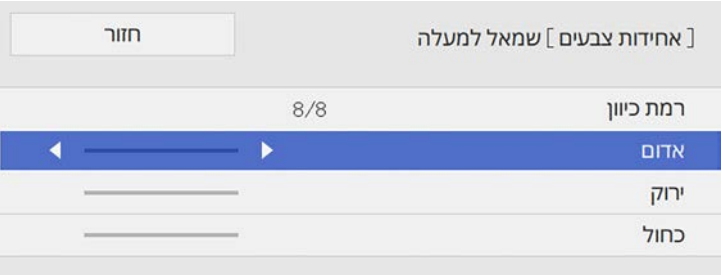 [ אחידות צבעים ] שמאל למעלה
חזור
רמת כיוון 8/8
אדום
ירוק
כחול